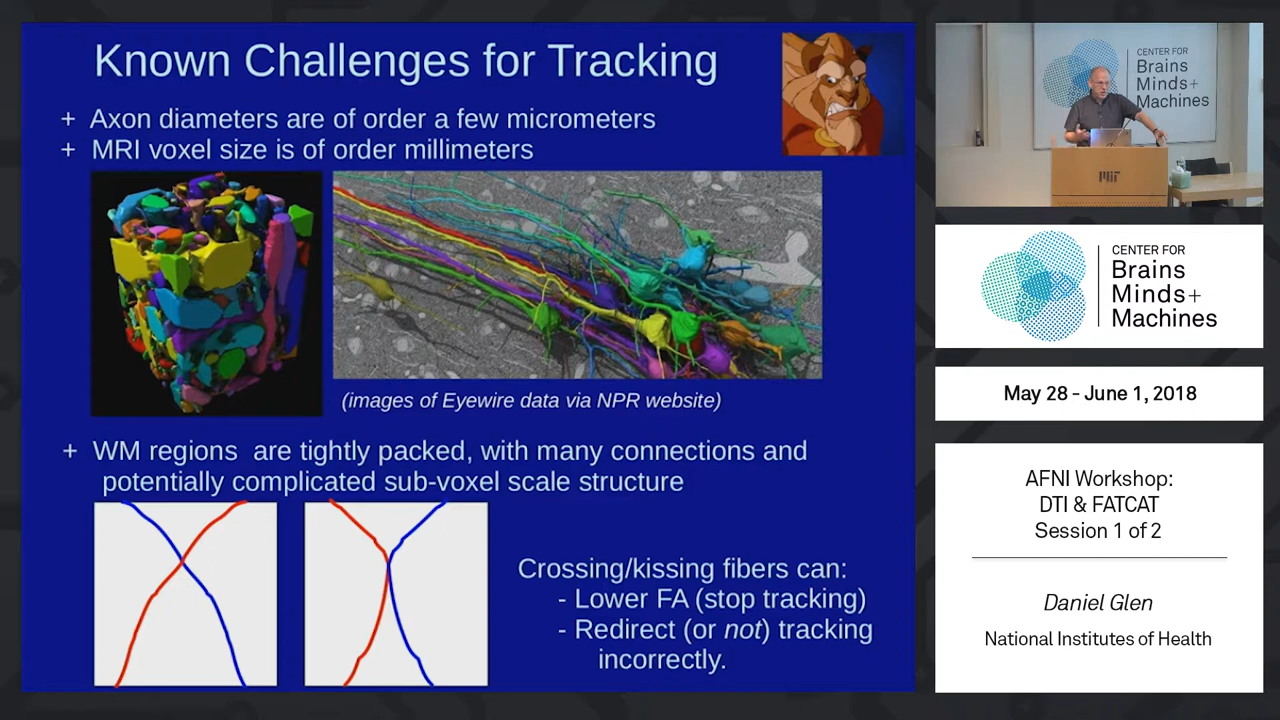 Known Challenges for Tracking
+ Axon diameters are of order a few micrometers
+ MRI voxel size is of order millimeters
(images of Eyewire data via NPR website)
+ WM regions are tightly packed, with many connections and
potentially complicated sub-voxel scale structure
Crossing/kissing fibers can:
- Lower FA (stop tracking)
- Redirect (or not) tracking
incorrectly.
CENTER FOR
Brains
Minds+
Machines
MIT
CENTER FOR
Brains
Minds+
Machines
May 28 - June 1, 2018
AFNI Workshop:
DTI & FATCAT
Session 1 of 2
Daniel Glen
National Institutes of Health